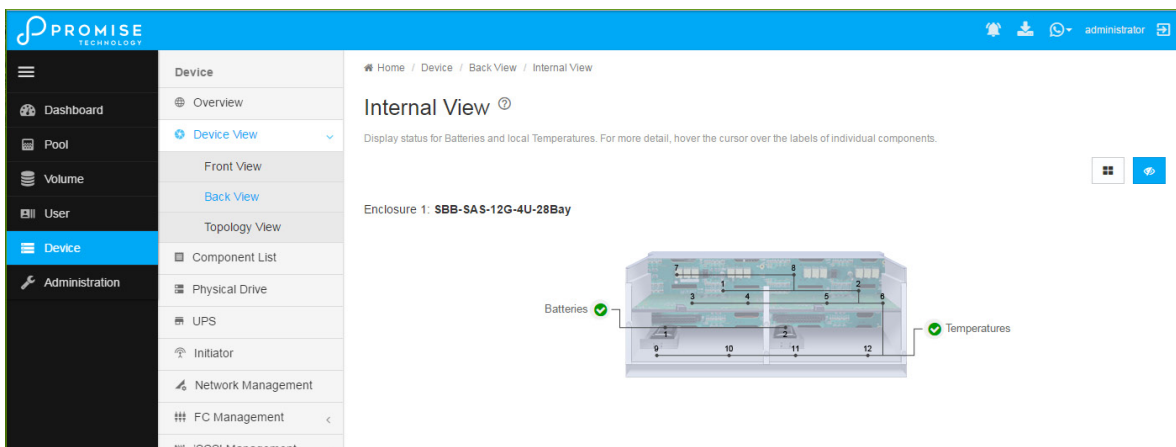 PROMISE
TECHNOLOGY
administrator
Dashboard
Pool
Volume
User
Device
Administration
Device
Overview
Device View
Front View
Back View
Topology View
Component List
Physical Drive
UPS
Initiator
Network Management
FC Management
Home / Device / Back View / Internal View
Internal View
Display status for Batteries and local Temperatures. For more detail, hover the cursor over the labels of individual components.
Enclosure 1: SBB-SAS-12G-4U-28Bay
7 8
1 2
3 4 5 6
Batteries
1 2
Temperatures
9 10 11 12